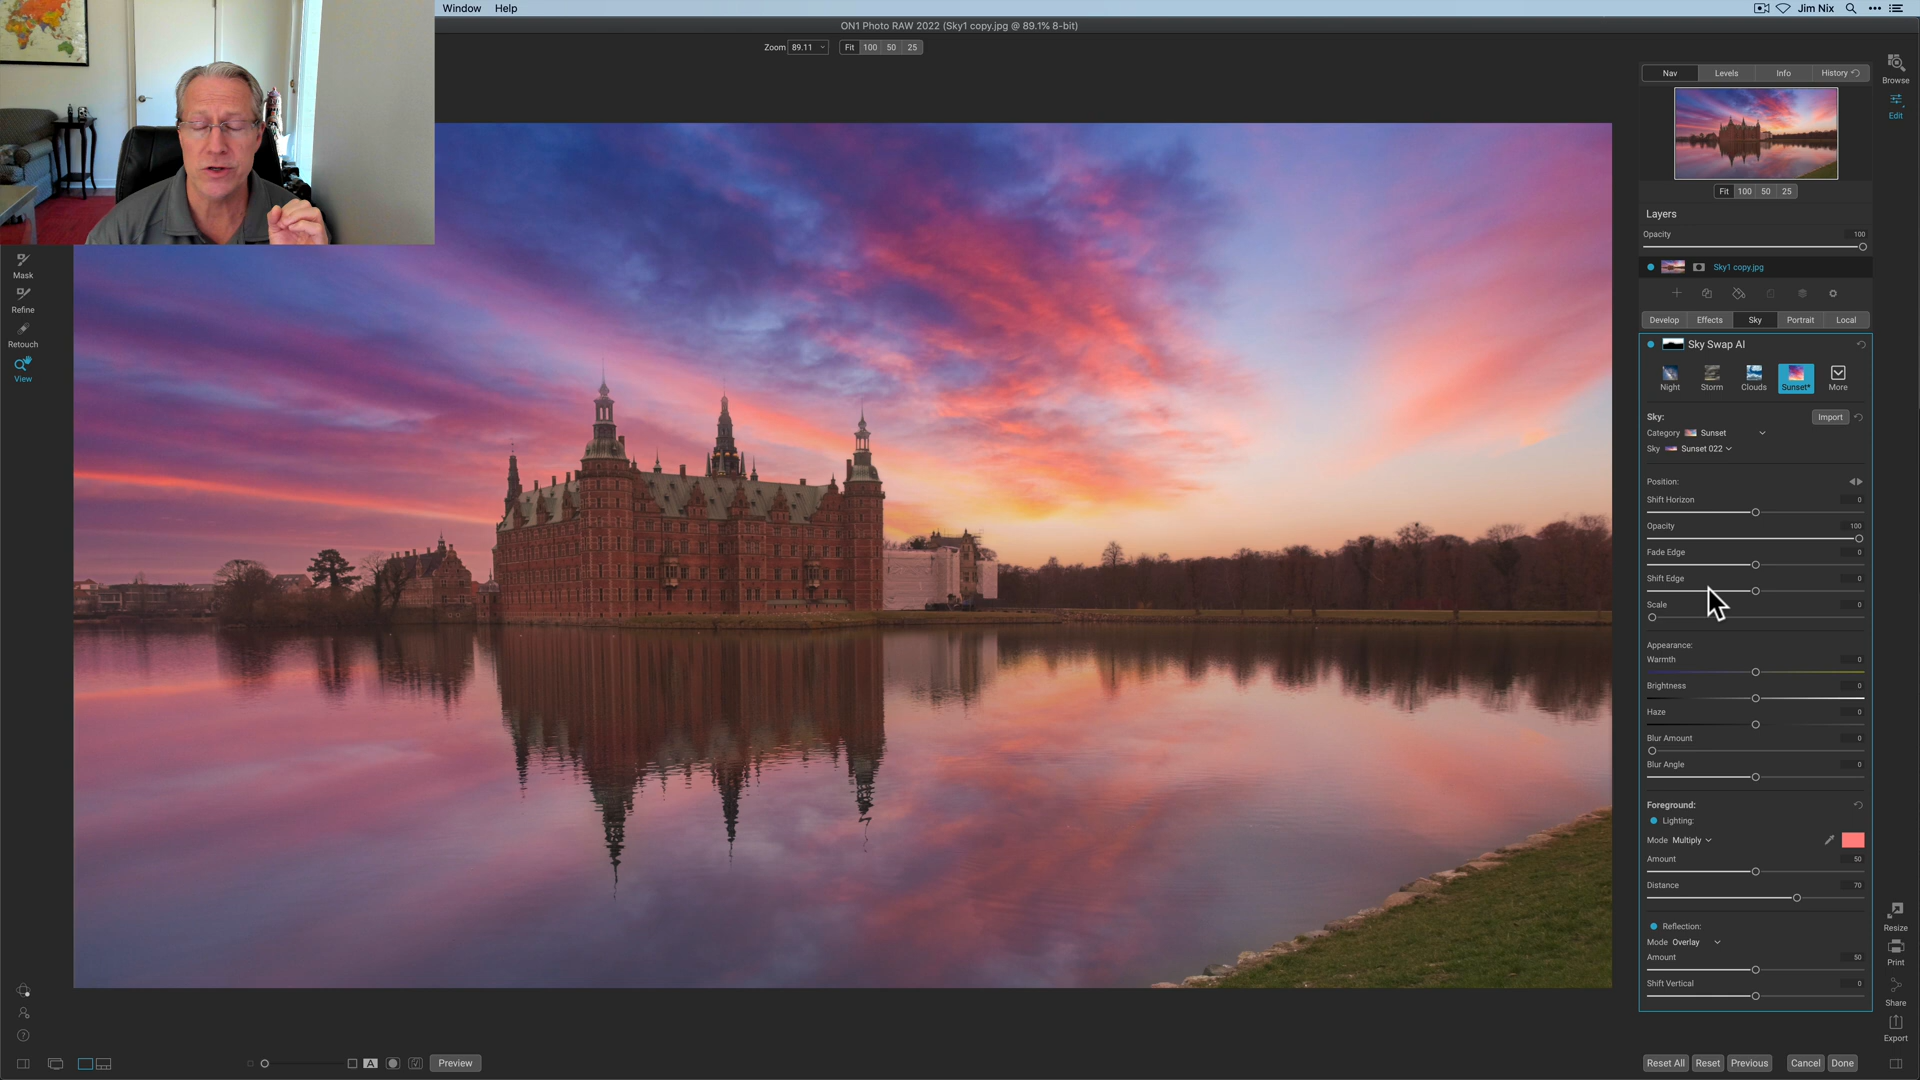 Window Help
Jim Nix
ON1 Photo RAW 2022 (Sky1 copy.jpg @ 89.1% 8-bit)
Zoom 89.11 Fit 100 50 25
Nav Levels Info History
Browse
Edit
Fit 100 50 25
Layers
Opacity 100
Sky1 copy.jpg
Mask
Refine
Retouch
View
Develop Effects Sky Portrait Local
Sky Swap AI
Night Storm Clouds Sunset* More
Sky: Import
Category Sunset
Sky Sunset 022
Position:
Shift Horizon 0
Opacity 100
Fade Edge 0
Shift Edge 0
Scale 0
Appearance:
Warmth 0
Brightness 0
Haze 0
Blur Amount 0
Blur Angle 0
Foreground:
Lighting:
Mode Multiply
Amount 50
Distance 70
Reflection:
Mode Overlay
Amount 50
Shift Vertical 0
Resize
Print
Share
Export
A Preview
Reset All Reset Previous Cancel Done